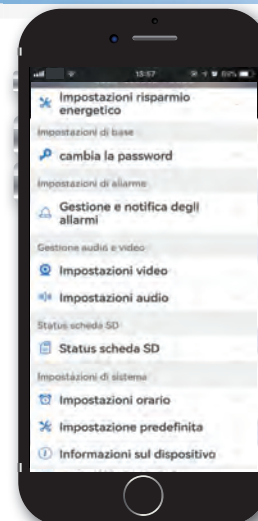 15:57
Impostazioni risparmio
energetico
Impostazioni di base
cambia la password
Impostazioni di allarme
Gestione e notifica degli
allarmi
Gestione audio e video
Impostazioni video
Impostazioni audio
Status scheda SD
Status scheda SD
Impostazioni di sistema
Impostazioni orario
Impostazione predefinita
Informazioni sul dispositivo